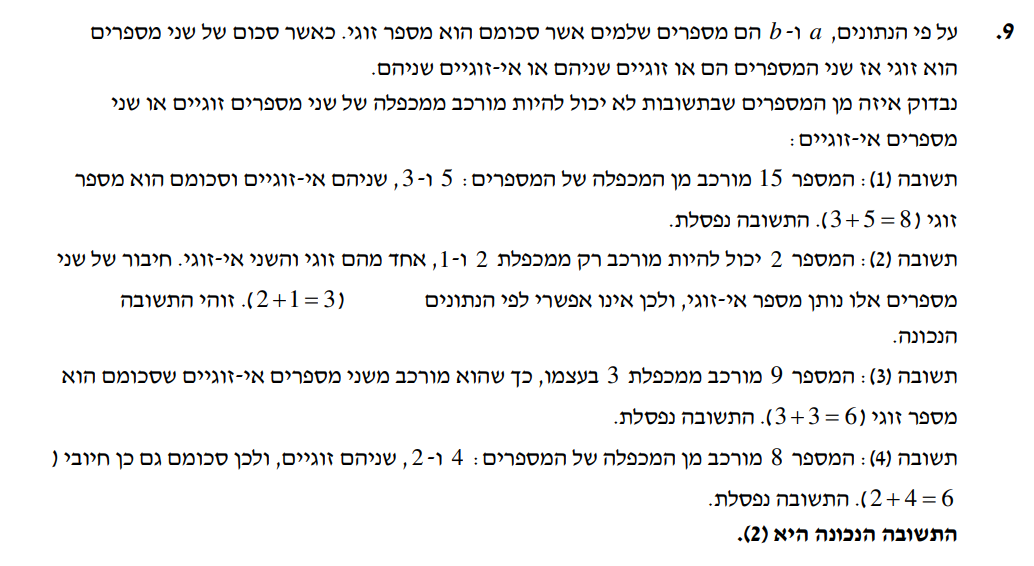 9. על פי הנתונים, a ו-b הם מספרים שלמים אשר סכומם הוא מספר זוגי. כאשר סכום של שני מספרים
הוא זוגי אז שני המספרים הם או זוגיים שניהם או אי-זוגיים שניהם.
נבדוק איזה מן המספרים שבתשובות לא יכול להיות מורכב ממכפלה של שני מספרים זוגיים או שני
מספרים אי-זוגיים:
תשובה (1): המספר 15 מורכב מן המכפלה של המספרים: 5 ו-3, שניהם אי-זוגיים וסכומם הוא מספר
זוגי (3+5=8). התשובה נפסלת.
תשובה (2): המספר 2 יכול להיות מורכב רק ממכפלת 2 ו-1, אחד מהם זוגי והשני אי-זוגי. חיבור של שני
מספרים אלו נותן מספר אי-זוגי, ולכן אינו אפשרי לפי הנתונים (2+1=3). זוהי התשובה
הנכונה.
תשובה (3): המספר 9 מורכב ממכפלת 3 בעצמו, כך שהוא מורכב משני מספרים אי-זוגיים שסכומם הוא
מספר זוגי (3+3=6). התשובה נפסלת.
תשובה (4): המספר 8 מורכב מן המכפלה של המספרים: 4 ו-2, שניהם זוגיים, ולכן סכומם גם כן חיובי (
2+4=6). התשובה נפסלת.
התשובה הנכונה היא (2).